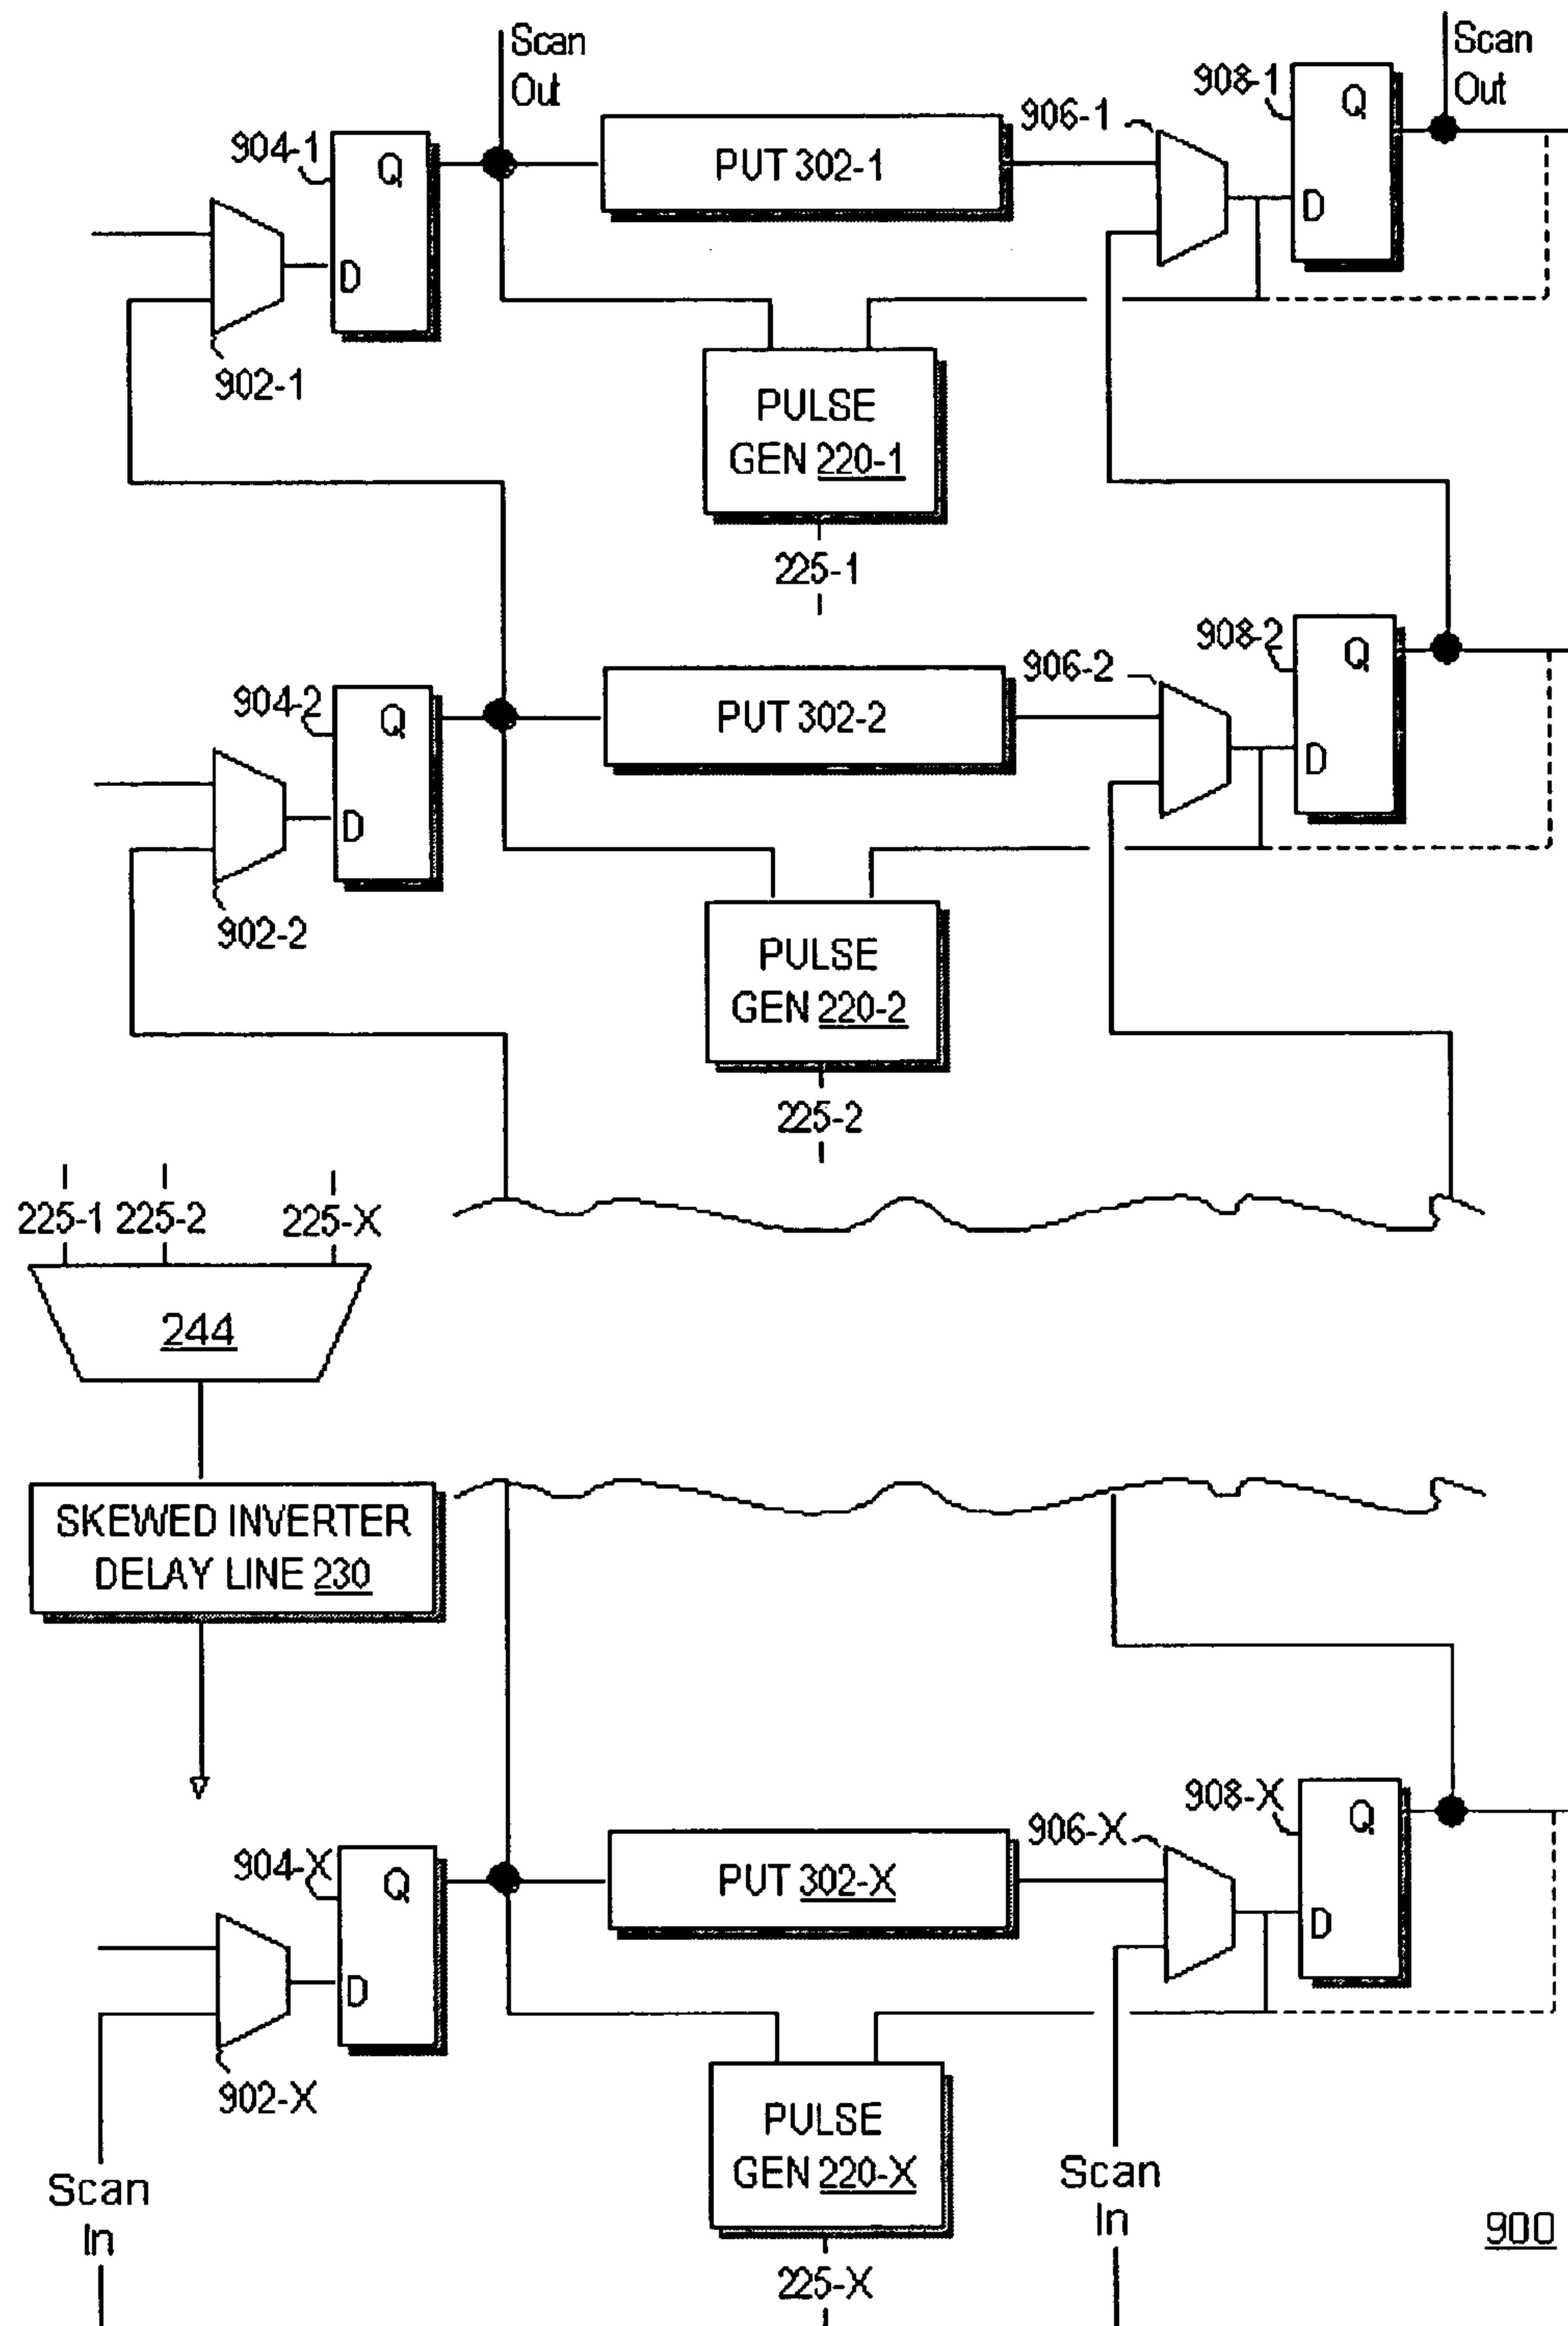 Scan
Out
Scan
Out
908-1
Q
906-1
904-1
Q
PUT 302-1
D
D
902-1
PULSE
GEN 220-1
225-1
908-2
Q
906-2
904-2
Q
PUT 302-2
D
D
902-2
PULSE
GEN 220-2
225-2
225-1 225-2 225-X
244
SKEWED INVERTER
DELAY LINE 230
908-X
Q
906-X
904-X
Q
PUT 302-X
D
D
902-X
PULSE
GEN 220-X
Scan
In
Scan
In
900
225-X